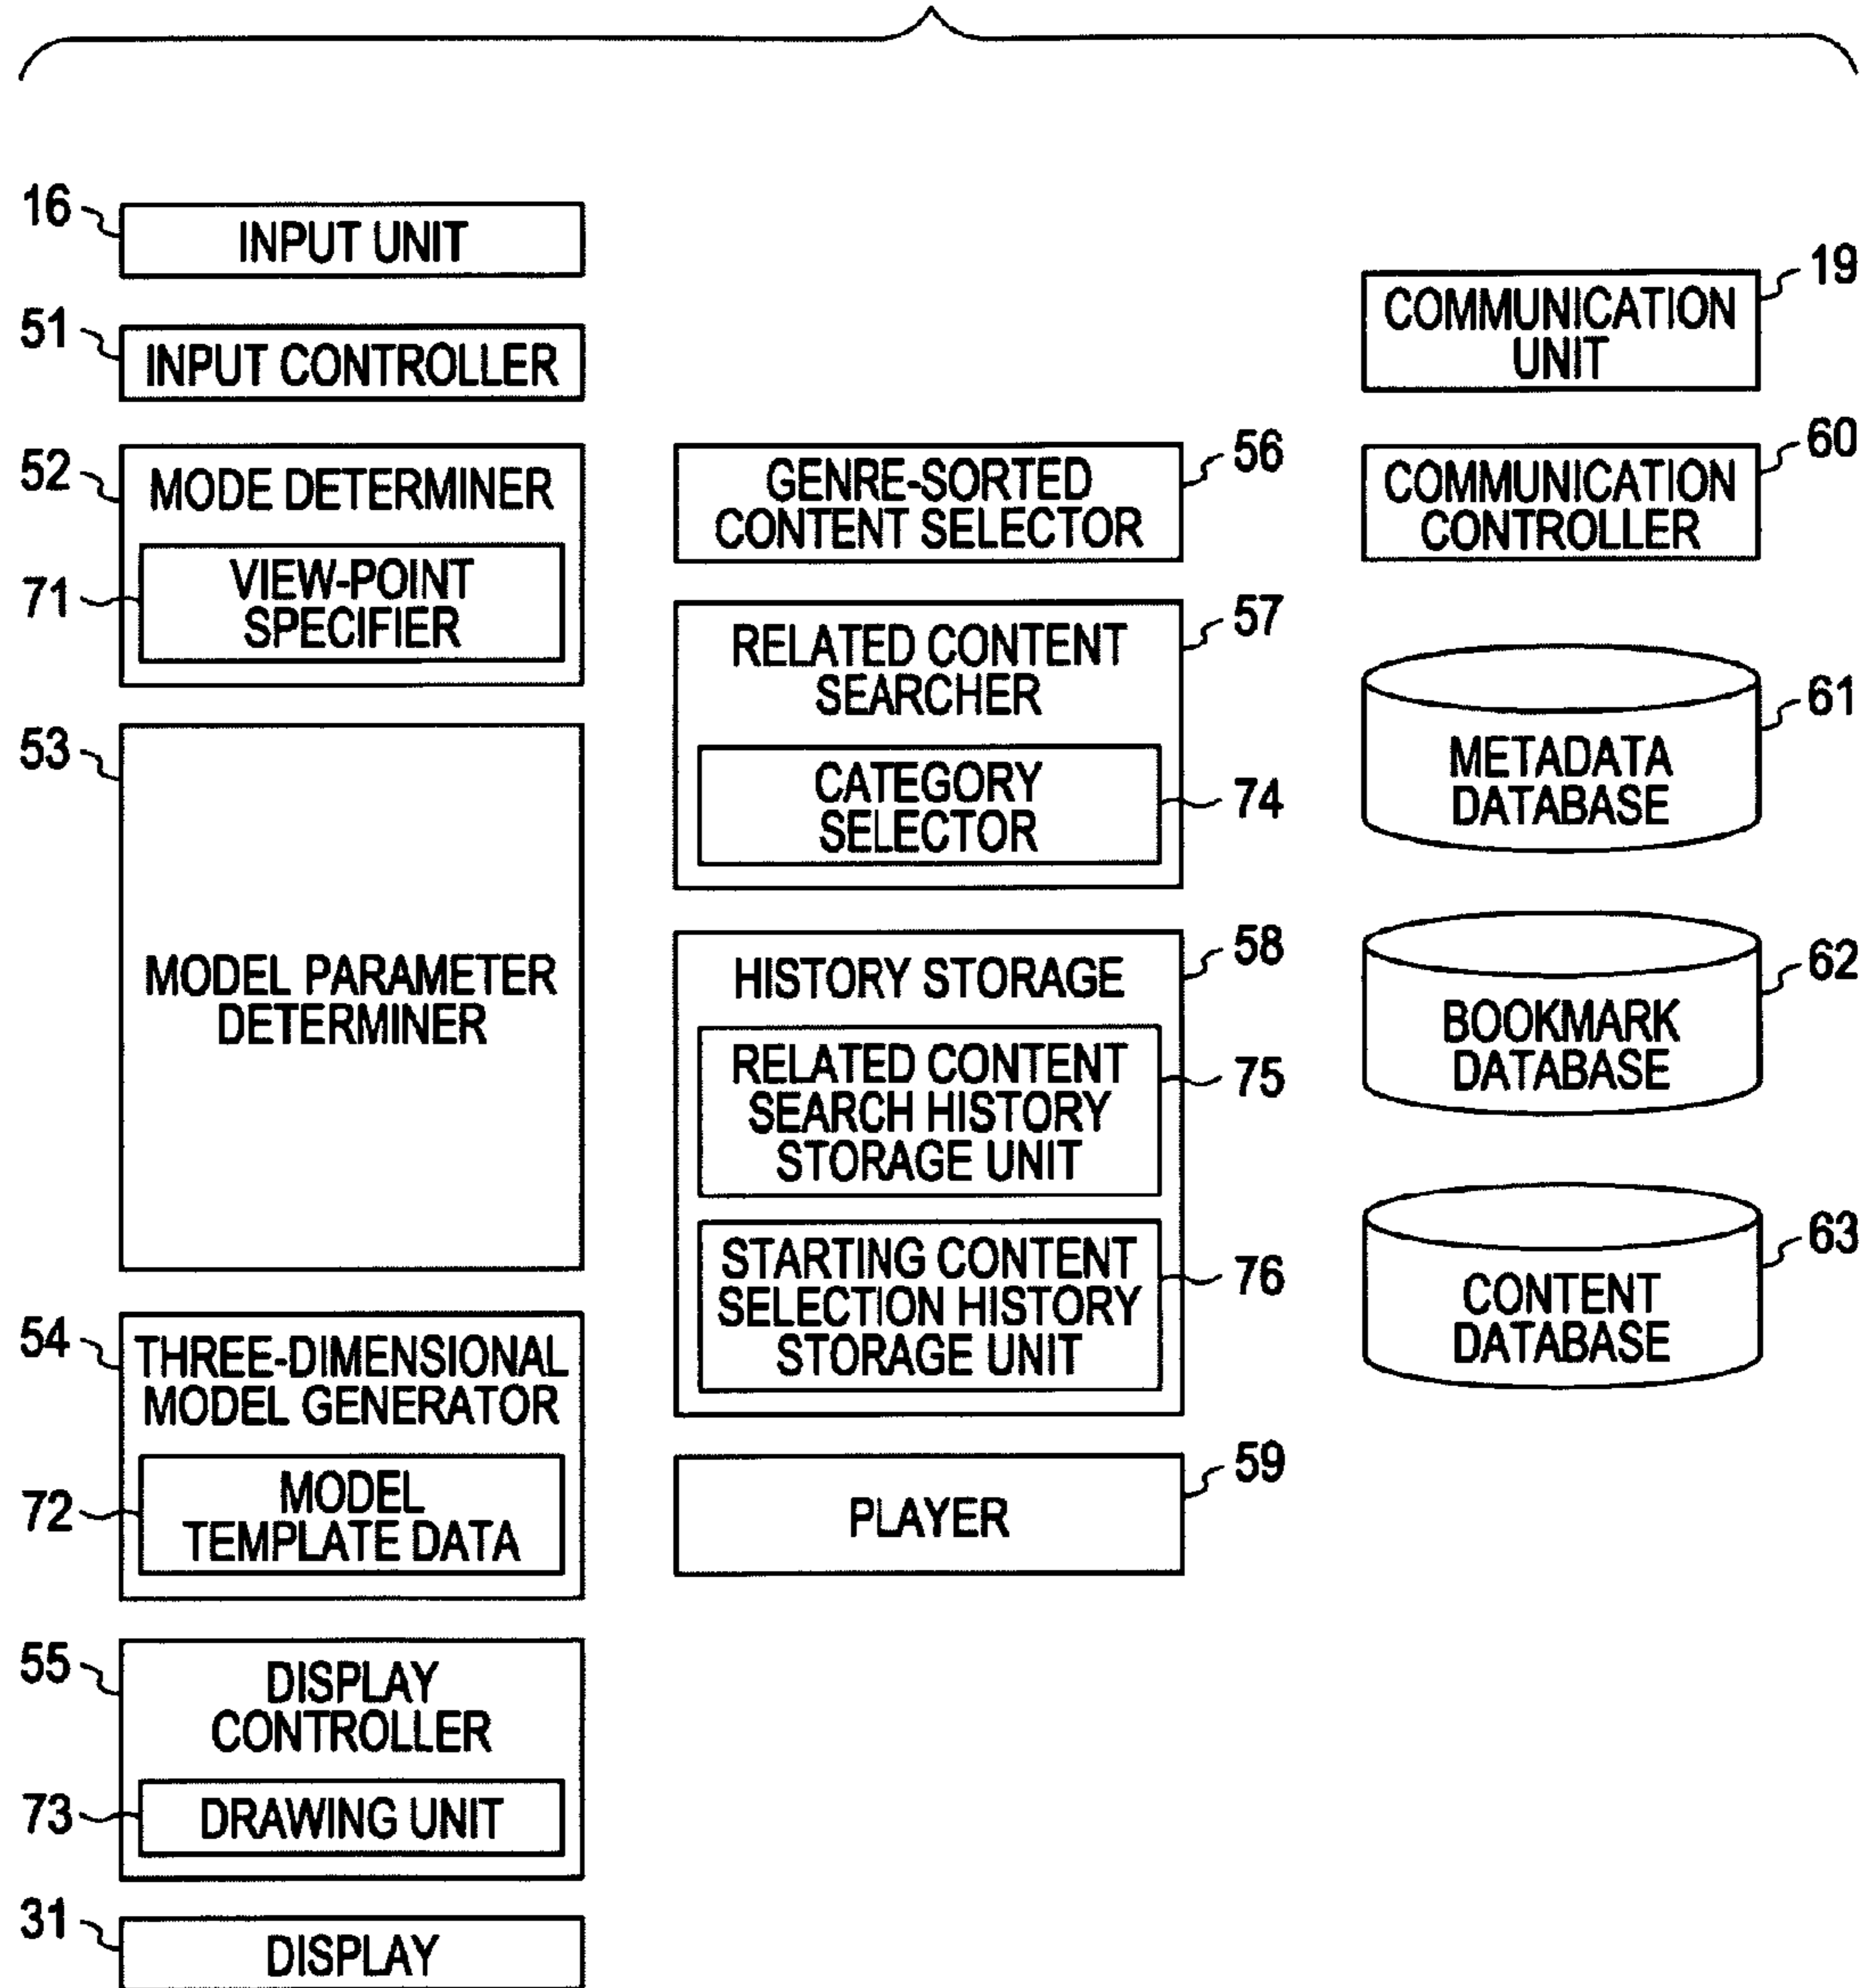 16
INPUT UNIT
51
INPUT CONTROLLER
52
MODE DETERMINER
71
VIEW-POINT
SPECIFIER
53
MODEL PARAMETER
DETERMINER
54
THREE-DIMENSIONAL
MODEL GENERATOR
72
MODEL
TEMPLATE DATA
55
DISPLAY
CONTROLLER
73
DRAWING UNIT
31
DISPLAY
GENRE-SORTED
CONTENT SELECTOR
56
RELATED CONTENT
SEARCHER
57
CATEGORY
SELECTOR
74
HISTORY STORAGE
58
RELATED CONTENT
SEARCH HISTORY
STORAGE UNIT
75
STARTING CONTENT
SELECTION HISTORY
STORAGE UNIT
76
PLAYER
59
COMMUNICATION
UNIT
19
COMMUNICATION
CONTROLLER
60
METADATA
DATABASE
61
BOOKMARK
DATABASE
62
CONTENT
DATABASE
63